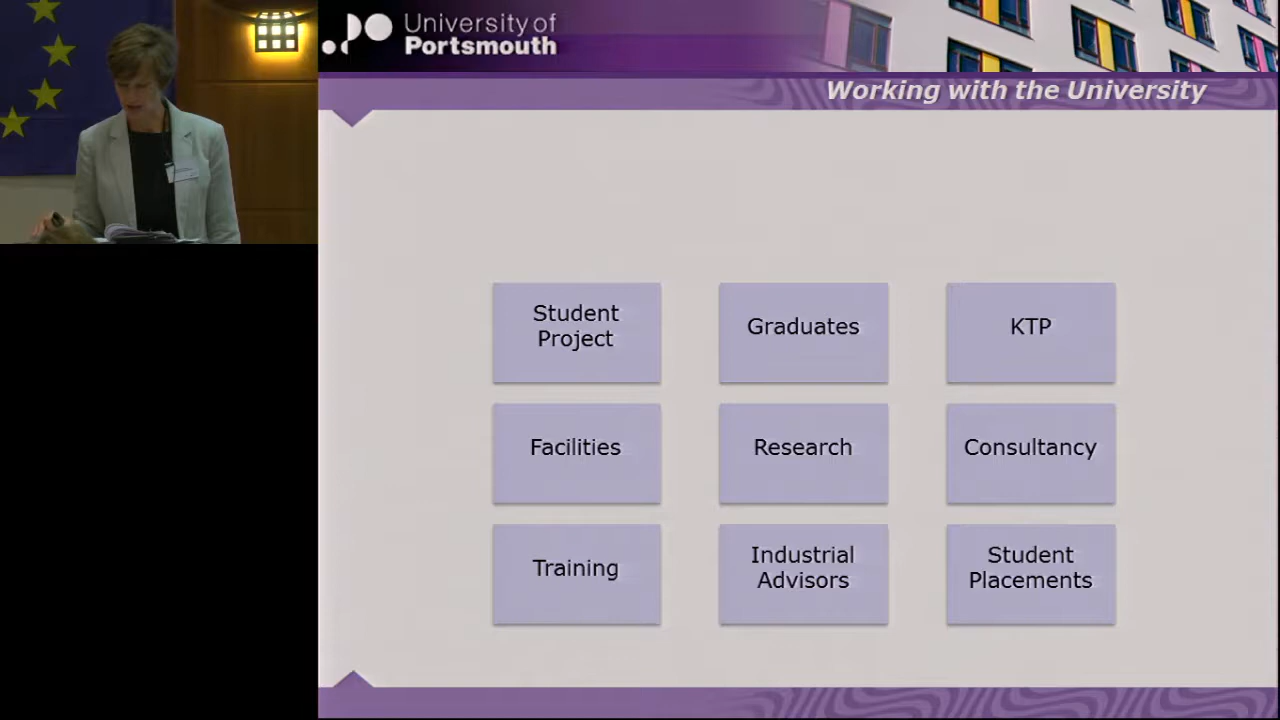 University of
Portsmouth
Working with the University
Student
Project
Graduates
KTP
Facilities
Research
Consultancy
Training
Industrial
Advisors
Student
Placements